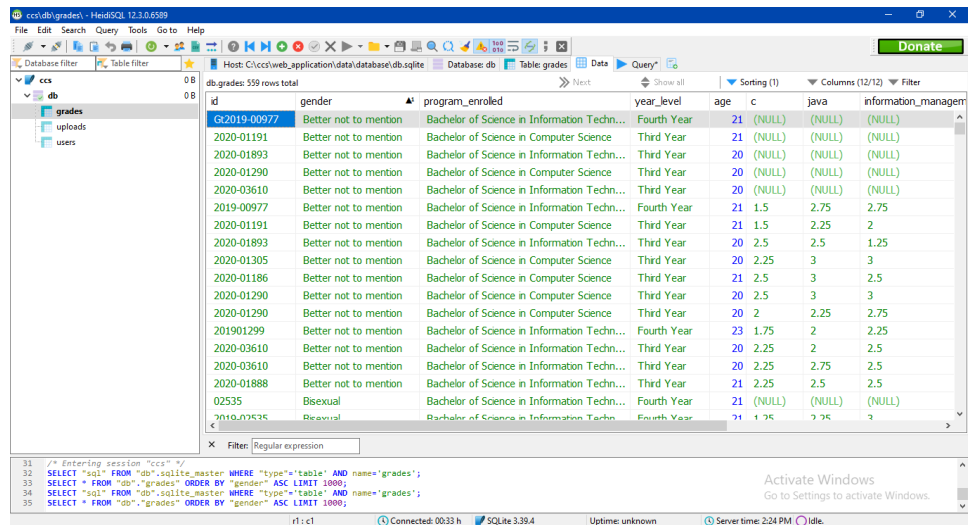 ccs\db\grades\ - HeidiSQL 12.3.0.6589
File Edit Search Query Tools Go to Help
Donate
Database filter Table filter Host: C:\ccs\web_application\data\database\db.sqlite Database: db Table: grades Data Query*
ccs 0 B
db 0 B
grades
uploads
users
db.grades: 559 rows total Next Show all Sorting (1) Columns (12/12) Filter
id gender program_enrolled year_level age c java information_managem
Gt2019-00977 Better not to mention Bachelor of Science in Information Techn... Fourth Year 21 (NULL) (NULL) (NULL)
2020-01191 Better not to mention Bachelor of Science in Computer Science Third Year 21 (NULL) (NULL) (NULL)
2020-01893 Better not to mention Bachelor of Science in Information Techn... Third Year 20 (NULL) (NULL) (NULL)
2020-01290 Better not to mention Bachelor of Science in Computer Science Third Year 20 (NULL) (NULL) (NULL)
2020-03610 Better not to mention Bachelor of Science in Information Techn... Third Year 20 (NULL) (NULL) (NULL)
2019-00977 Better not to mention Bachelor of Science in Information Techn... Fourth Year 21 1.5 2.75 2.75
2020-01191 Better not to mention Bachelor of Science in Computer Science Third Year 21 1.5 2.25 2
2020-01893 Better not to mention Bachelor of Science in Information Techn... Third Year 20 2.5 2.5 1.25
2020-01305 Better not to mention Bachelor of Science in Computer Science Third Year 20 2.25 3 3
2020-01186 Better not to mention Bachelor of Science in Computer Science Third Year 21 2.5 3 2.5
2020-01290 Better not to mention Bachelor of Science in Computer Science Third Year 20 2.5 3 3
2020-01290 Better not to mention Bachelor of Science in Computer Science Third Year 20 2 2.25 2.75
201901299 Better not to mention Bachelor of Science in Information Techn... Fourth Year 23 1.75 2 2.25
2020-03610 Better not to mention Bachelor of Science in Information Techn... Third Year 20 2.25 2 2.5
2020-03610 Better not to mention Bachelor of Science in Information Techn... Third Year 20 2.25 2.75 2.5
2020-01888 Better not to mention Bachelor of Science in Information Techn... Third Year 21 2.25 2.5 2.5
02535 Bisexual Bachelor of Science in Information Techn... Fourth Year 21 (NULL) (NULL) (NULL)
2019-02535 Bisexual Bachelor of Science in Information Techn... Fourth Year 21 1.25 2.25 3
Filter: Regular expression
31 /* Entering session "ccs" */
32 SELECT "sql" FROM "db".sqlite_master WHERE "type"='table' AND name='grades';
33 SELECT * FROM "db"."grades" ORDER BY "gender" ASC LIMIT 1000;
34 SELECT "sql" FROM "db".sqlite_master WHERE "type"='table' AND name='grades';
35 SELECT * FROM "db"."grades" ORDER BY "gender" ASC LIMIT 1000;
Activate Windows
Go to Settings to activate Windows.
r1 : c1 Connected: 00:33 h SQLite 3.39.4 Uptime: unknown Server time: 2:24 PM Idle.